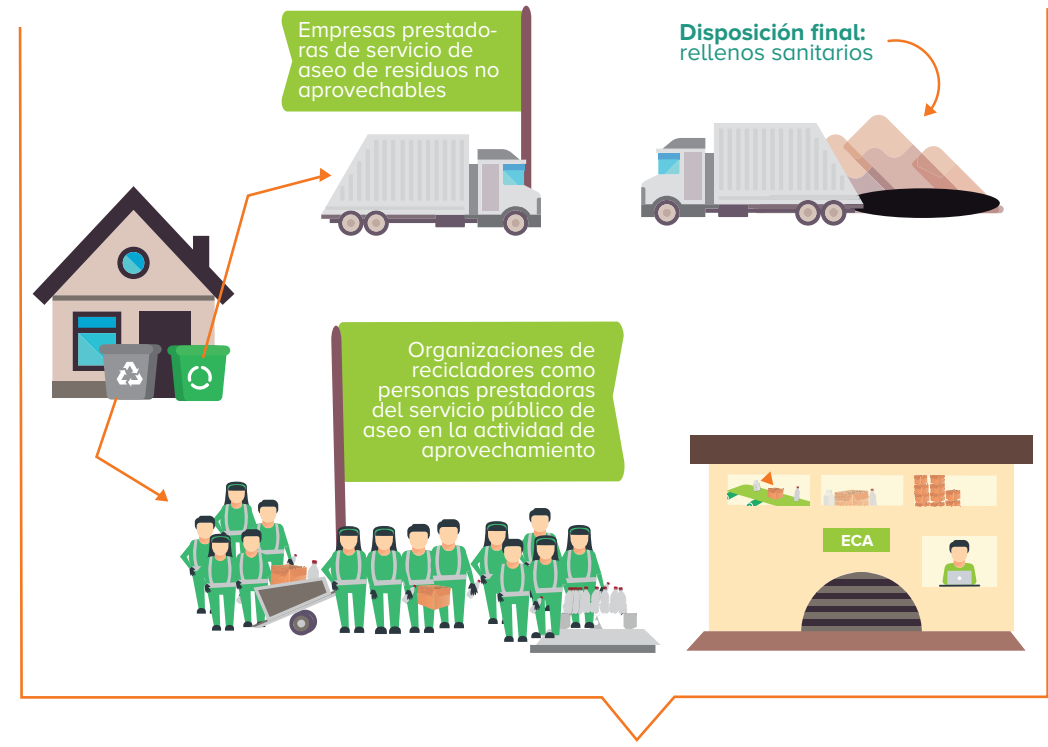 Empresas prestado-
ras de servicio de
aseo de residuos no
aprovechables
Disposición final:
rellenos sanitarios
Organizaciones de
recicladores como
personas prestadoras
del servicio público de
aseo en la actividad de
aprovechamiento
ECA